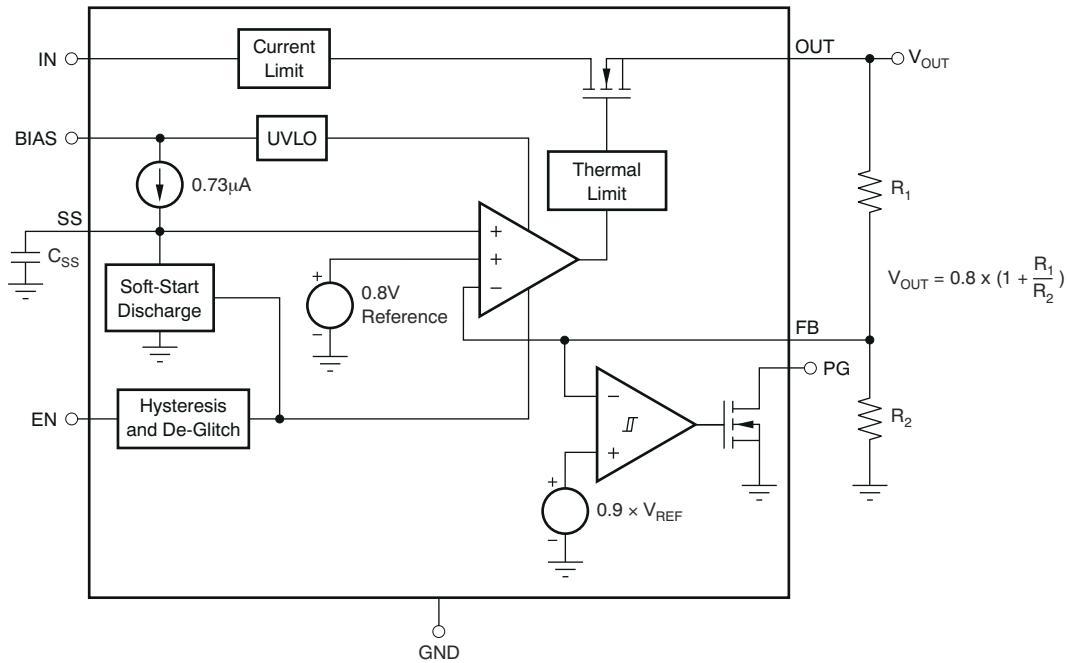 IN
Current
Limit
OUT
V_OUT
BIAS
UVLO
0.73µA
Thermal
Limit
R_1
SS
C_SS
+
+
−
Soft-Start
Discharge
+
0.8V
Reference
−
V_OUT = 0.8 x (1 + R_1/R_2)
FB
PG
EN
Hysteresis
and De-Glitch
−
+
R_2
+
0.9 × V_REF
−
GND